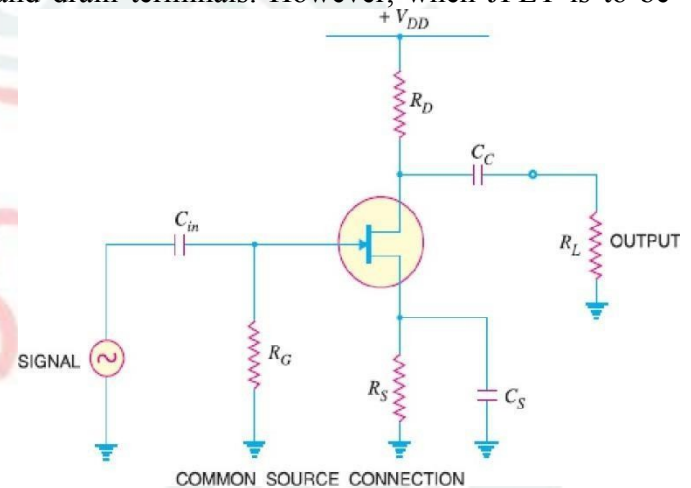 and drain terminals. However, when JFET is to be
+ V_DD
R_D
C_C
C_in
R_L OUTPUT
SIGNAL
R_G
R_S
C_S
COMMON SOURCE CONNECTION